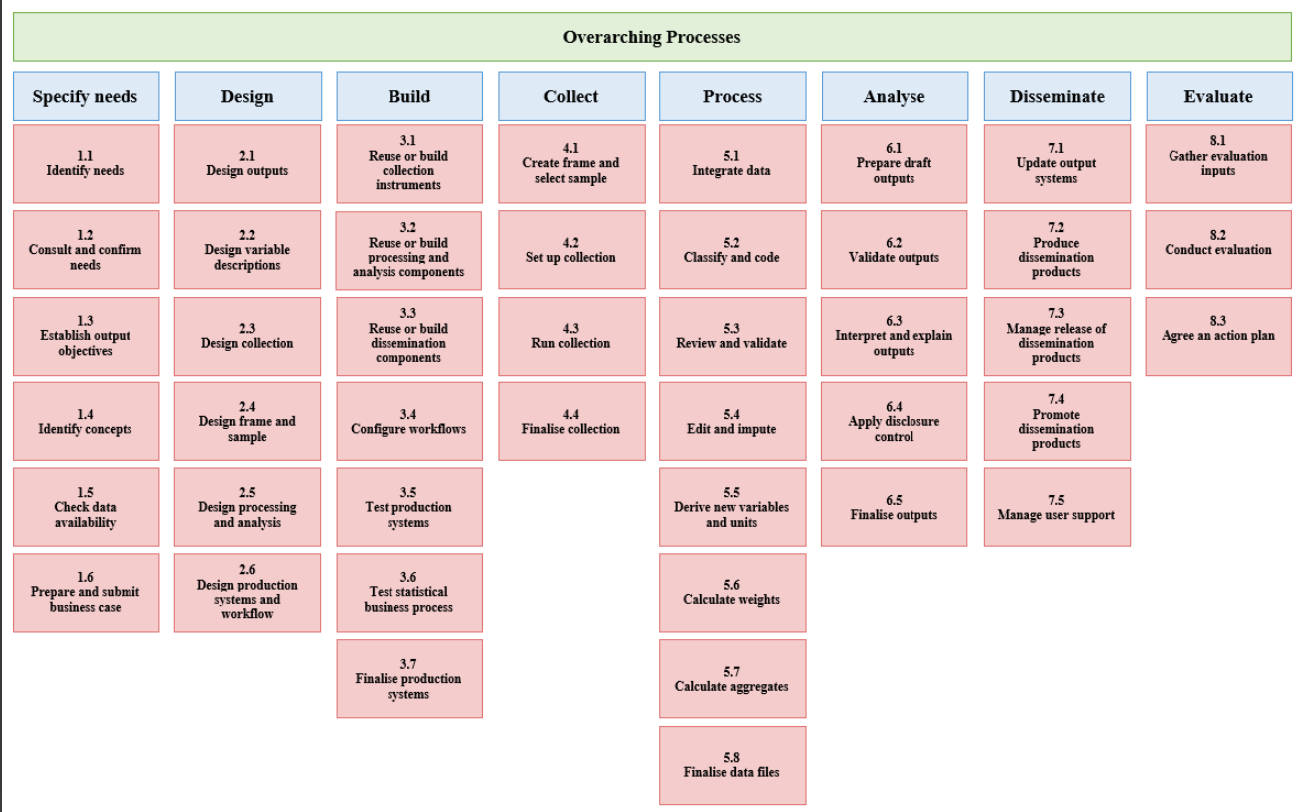 Overarching Processes
Specify needs
Design
Build
Collect
Process
Analyse
Disseminate
Evaluate
1.1
Identify needs
2.1
Design outputs
3.1
Reuse or build
collection
instruments
4.1
Create frame and
select sample
5.1
Integrate data
6.1
Prepare draft
outputs
7.1
Update output
systems
8.1
Gather evaluation
inputs
1.2
Consult and confirm
needs
2.2
Design variable
descriptions
3.2
Reuse or build
processing and
analysis components
4.2
Set up collection
5.2
Classify and code
6.2
Validate outputs
7.2
Produce
dissemination
products
8.2
Conduct evaluation
1.3
Establish output
objectives
2.3
Design collection
3.3
Reuse or build
dissemination
components
4.3
Run collection
5.3
Review and validate
6.3
Interpret and explain
outputs
7.3
Manage release of
dissemination
products
8.3
Agree an action plan
1.4
Identify concepts
2.4
Design frame and
sample
3.4
Configure workflows
4.4
Finalise collection
5.4
Edit and impute
6.4
Apply disclosure
control
7.4
Promote
dissemination
products
1.5
Check data
availability
2.5
Design processing
and analysis
3.5
Test production
systems
5.5
Derive new variables
and units
6.5
Finalise outputs
7.5
Manage user support
1.6
Prepare and submit
business case
2.6
Design production
systems and
workflow
3.6
Test statistical
business process
5.6
Calculate weights
3.7
Finalise production
systems
5.7
Calculate aggregates
5.8
Finalise data files